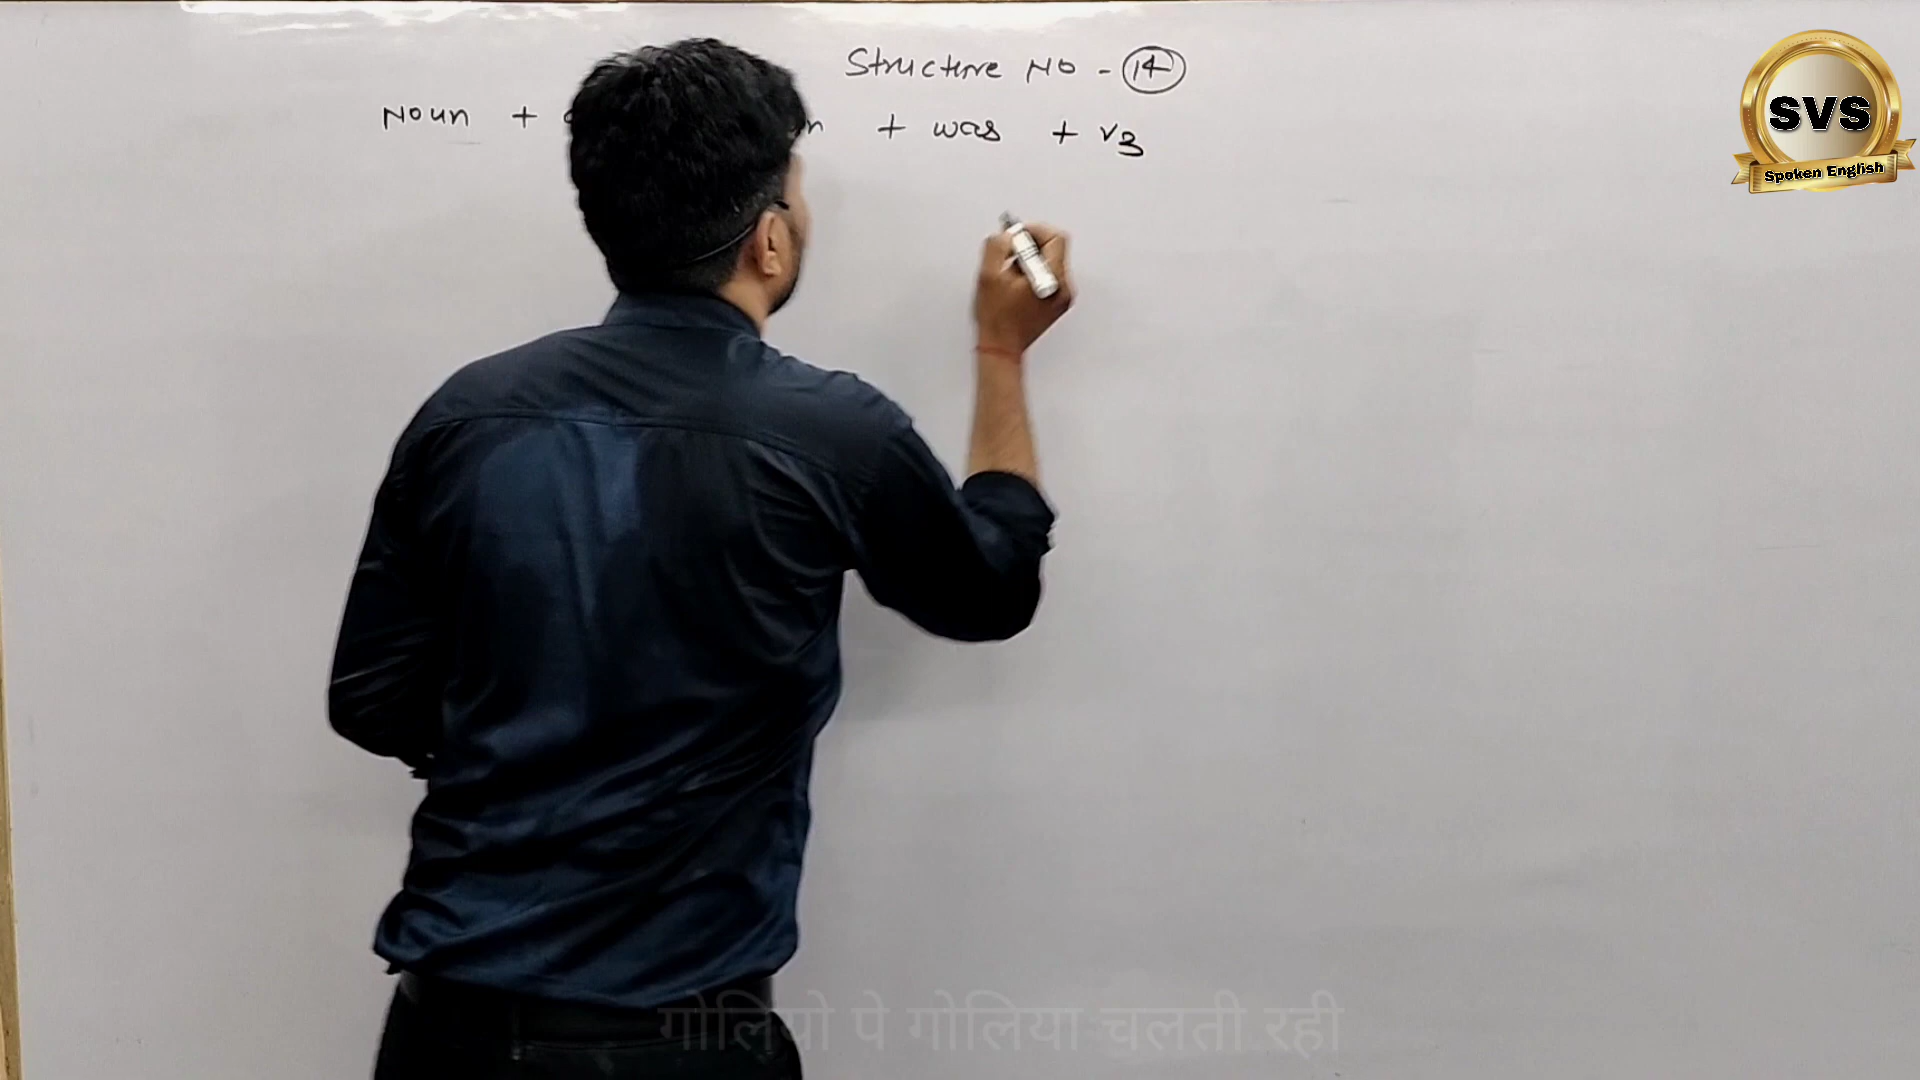 Structure No - 14
Noun + + was + V3
SVS
Spoken English
गोलियो पे गोलिया चलती रही